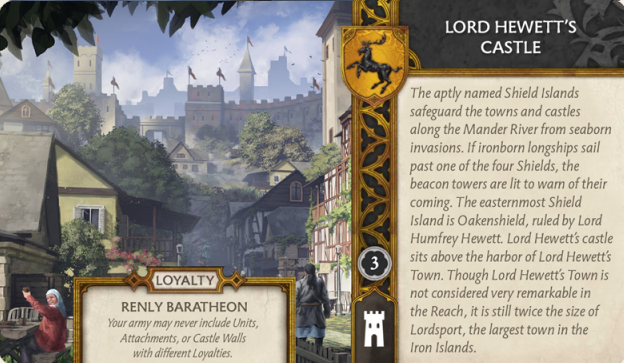 LORD HEWETT'S
CASTLE
The aptly named Shield Islands
safeguard the towns and castles
along the Mander River from seaborn
invasions. If ironborn longships sail
past one of the four Shields, the
beacon towers are lit to warn of their
coming. The easternmost Shield
Island is Oakenshield, ruled by Lord
Humfrey Hewett. Lord Hewett's castle
sits above the harbor of Lord Hewett's
Town. Though Lord Hewett's Town is
not considered very remarkable in
the Reach, it is still twice the size of
Lordsport, the largest town in the
Iron Islands.
3
LOYALTY
RENLY BARATHEON
Your army may never include Units,
Attachments, or Castle Walls
with different Loyalties.